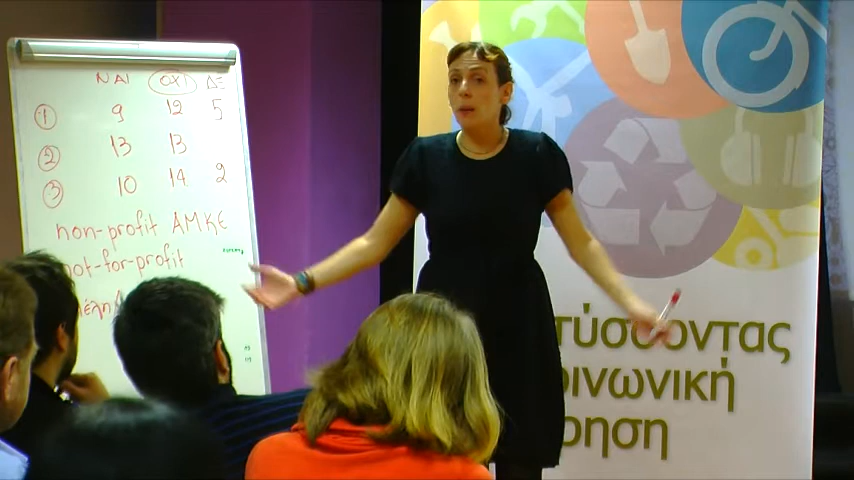 ΝΑΙ ΟΧΙ ΔΞ
1 9 12 5
2 13 13
3 10 14 2
non-profit ΑΜΚΕ
not-for-profit
μέλη
τύσσοντας
οινωνική